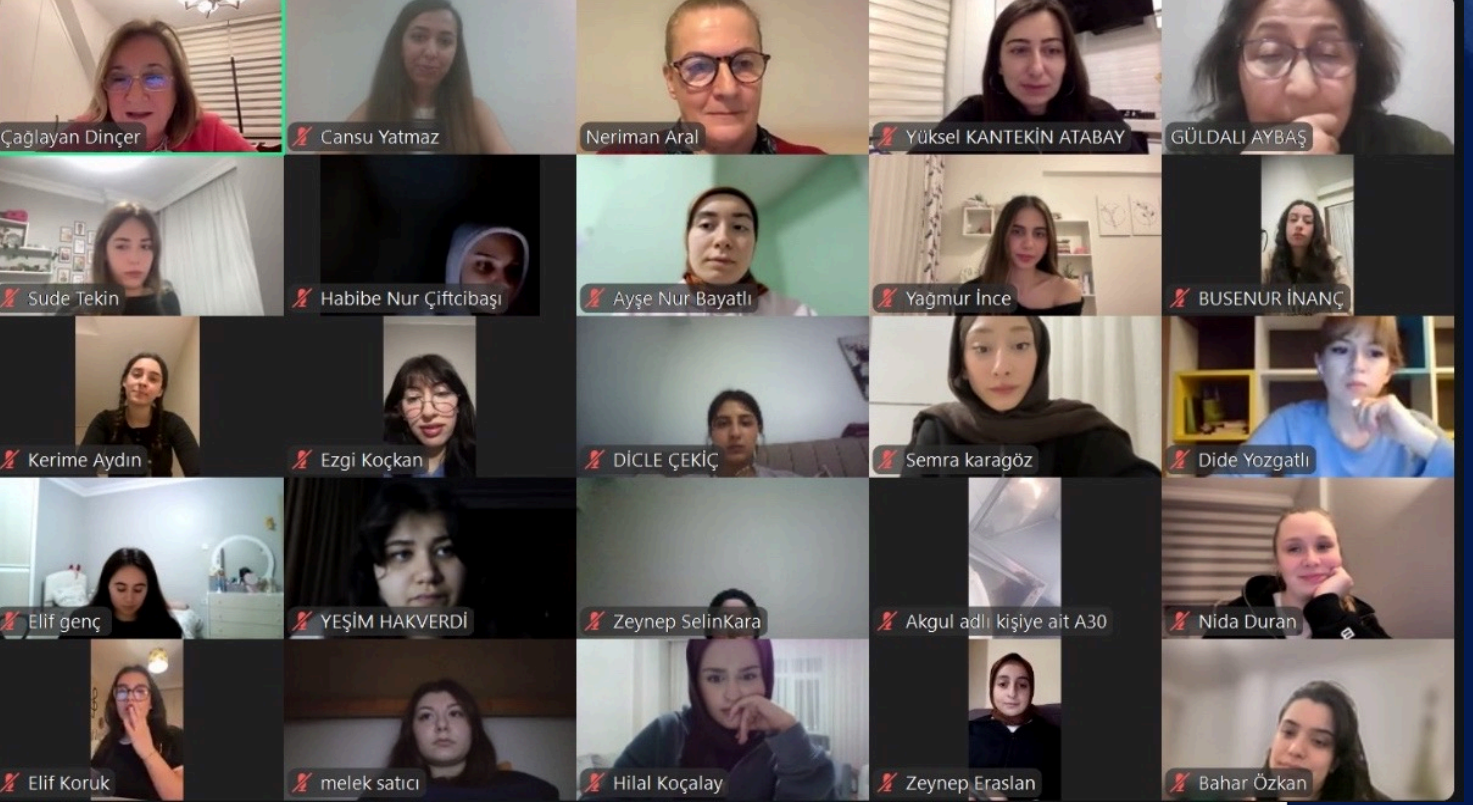 Çağlayan Dinçer
Cansu Yatmaz
Neriman Aral
Yüksel KANTEKİN ATABAY
GÜLDALI AYBAŞ
Sude Tekin
Habibe Nur Çiftcibaşı
Ayşe Nur Bayatlı
Yağmur İnce
BUSENUR İNANÇ
Kerime Aydın
Ezgi Koçkan
DİCLE ÇEKİÇ
Semra karagöz
Dide Yozgatlı
Elif genç
YEŞİM HAKVERDİ
Zeynep SelinKara
Akgul adlı kişiye ait A30
Nida Duran
Elif Koruk
melek satıcı
Hilal Koçalay
Zeynep Eraslan
Bahar Özkan